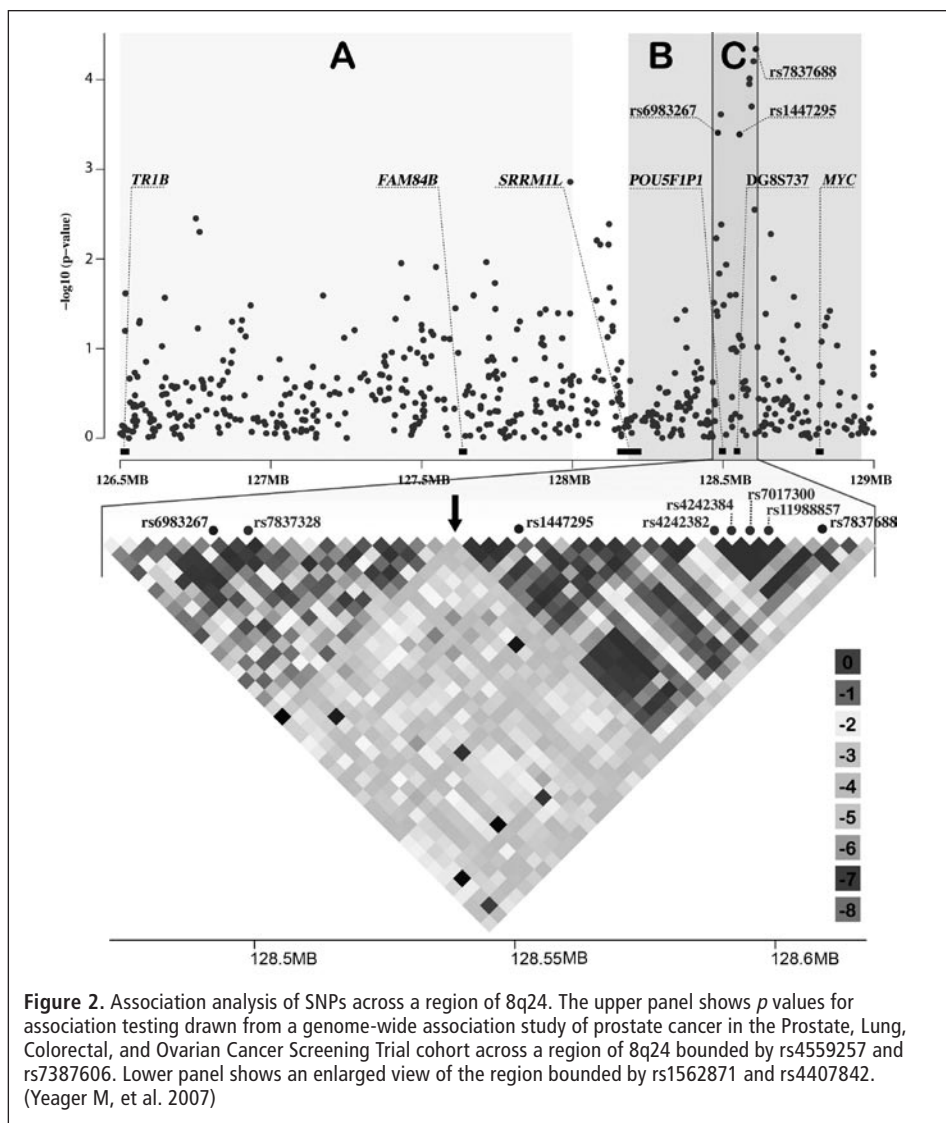 A
B
C
4
3
2
1
0
-log10 (p-value)
rs7837688
rs6983267
rs1447295
TR1B
FAM84B
SRRM1L
POU5F1P1
DG8S737
MYC
126.5MB
127MB
127.5MB
128MB
128.5MB
129MB
rs6983267
rs7837328
rs1447295
rs4242382
rs4242384
rs7017300
rs11988857
rs7837688
0
-1
-2
-3
-4
-5
-6
-7
-8
128.5MB
128.55MB
128.6MB
Figure 2. Association analysis of SNPs across a region of 8q24. The upper panel shows p values for
association testing drawn from a genome-wide association study of prostate cancer in the Prostate, Lung,
Colorectal, and Ovarian Cancer Screening Trial cohort across a region of 8q24 bounded by rs4559257 and
rs7387606. Lower panel shows an enlarged view of the region bounded by rs1562871 and rs4407842.
(Yeager M, et al. 2007)